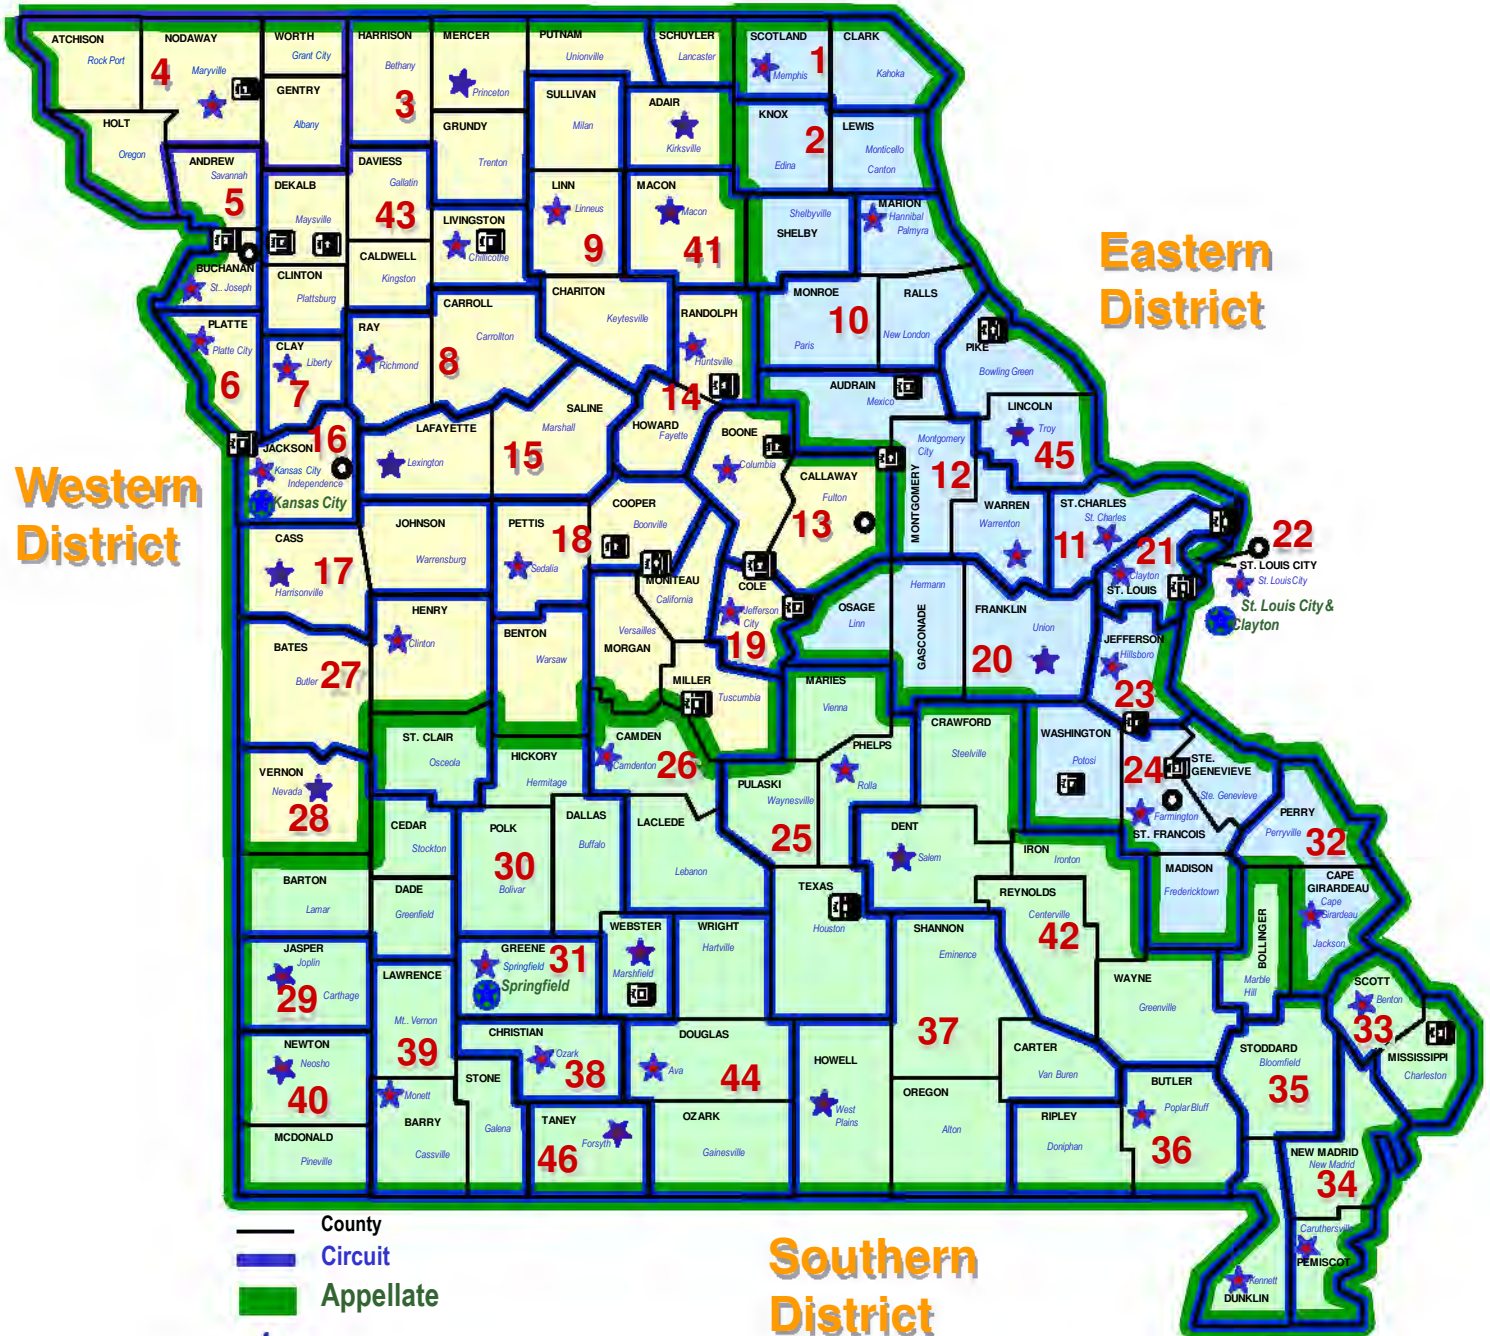 ATCHISON
Rock Port
NODAWAY
4
Maryville
WORTH
Grant City
HARRISON
Bethany
3
MERCER
Princeton
PUTNAM
Unionville
SCHUYLER
Lancaster
SCOTLAND
1
Memphis
CLARK
Kahoka
GENTRY
Albany
SULLIVAN
Milan
ADAIR
Kirksville
KNOX
2
Edina
LEWIS
Monticello
Canton
HOLT
Oregon
GRUNDY
Trenton
ANDREW
Savannah
5
DEKALB
Maysville
DAVIESS
Gallatin
43
LIVINGSTON
Chillicothe
LINN
Linneus
9
MACON
Macon
41
Shelbyville
SHELBY
MARION
Hannibal
Palmyra
Eastern
District
BUCHANAN
St.. Joseph
CLINTON
Plattsburg
CALDWELL
Kingston
CARROLL
Carrollton
8
CHARITON
Keytesville
RANDOLPH
Huntsville
14
MONROE
10
Paris
RALLS
New London
PIKE
Bowling Green
PLATTE
Platte City
6
CLAY
Liberty
7
RAY
Richmond
AUDRAIN
Mexico
LINCOLN
Troy
45
16
JACKSON
Kansas City
Independence
Kansas City
LAFAYETTE
Lexington
SALINE
Marshall
15
HOWARD
Fayette
BOONE
Columbia
CALLAWAY
Fulton
13
Montgomery
City
12
MONTGOMERY
WARREN
Warrenton
ST.CHARLES
St. Charles
11
21
Clayton
ST. LOUIS
22
ST. LOUIS CITY
St. LouisCity
St. Louis City &
Clayton
Western
District
CASS
17
Harrisonville
JOHNSON
Warrensburg
PETTIS
18
Sedalia
COOPER
Boonville
MONITEAU
California
COLE
Jefferson
City
19
OSAGE
Linn
Hermann
GASCONADE
FRANKLIN
Union
20
JEFFERSON
Hillsboro
23
BATES
Butler
27
HENRY
Clinton
BENTON
Warsaw
Versailles
MORGAN
MILLER
Tuscumbia
MARIES
Vienna
CRAWFORD
Steelville
WASHINGTON
Potosi
24
Farmington
ST. FRANCOIS
STE.
GENEVIEVE
Ste. Genevieve
PERRY
Perryville
32
VERNON
Nevada
28
ST. CLAIR
Osceola
HICKORY
Hermitage
CAMDEN
Camdenton
26
PULASKI
Waynesville
25
PHELPS
Rolla
DENT
Salem
IRON
Ironton
MADISON
Fredericktown
CAPE
GIRARDEAU
Cape
Girardeau
Jackson
BARTON
Lamar
CEDAR
Stockton
DADE
Greenfield
POLK
30
Bolivar
DALLAS
Buffalo
LACLEDE
Lebanon
TEXAS
Houston
REYNOLDS
Centerville
42
BOLLINGER
Marble
Hill
JASPER
Joplin
29
Carthage
LAWRENCE
Mt.. Vernon
39
GREENE
31
Springfield
Springfield
WEBSTER
Marshfield
WRIGHT
Hartville
SHANNON
Eminence
37
WAYNE
Greenville
SCOTT
Benton
33
MISSISSIPPI
Charleston
NEWTON
Neosho
40
CHRISTIAN
Ozark
38
DOUGLAS
Ava
44
HOWELL
West
Plains
CARTER
Van Buren
STODDARD
Bloomfield
35
MCDONALD
Pineville
Monett
BARRY
Cassville
STONE
Galena
TANEY
Forsyth
46
OZARK
Gainesville
OREGON
Alton
RIPLEY
Doniphan
BUTLER
Poplar Bluff
36
NEW MADRID
New Madrid
34
Caruthersville
PEMISCOT
Kennett
DUNKLIN
County
Circuit
Appellate
Southern
District